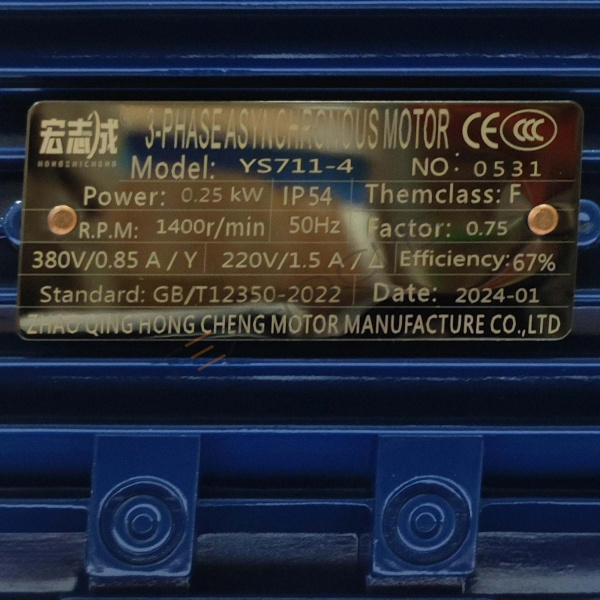 宏志成 3-PHASE ASYNCHRONOUS MOTOR CE CCC
HONGZHICHENG
Model: YS711-4 NO: 0531
Power: 0.25 kW IP54 Themclass: F
R.P.M: 1400r/min 50Hz Factor: 0.75
380V/0.85 A / Y 220V/1.5 A / △ Efficiency: 67%
Standard: GB/T12350-2022 Date: 2024-01
ZHAO QING HONG CHENG MOTOR MANUFACTURE CO.,LTD